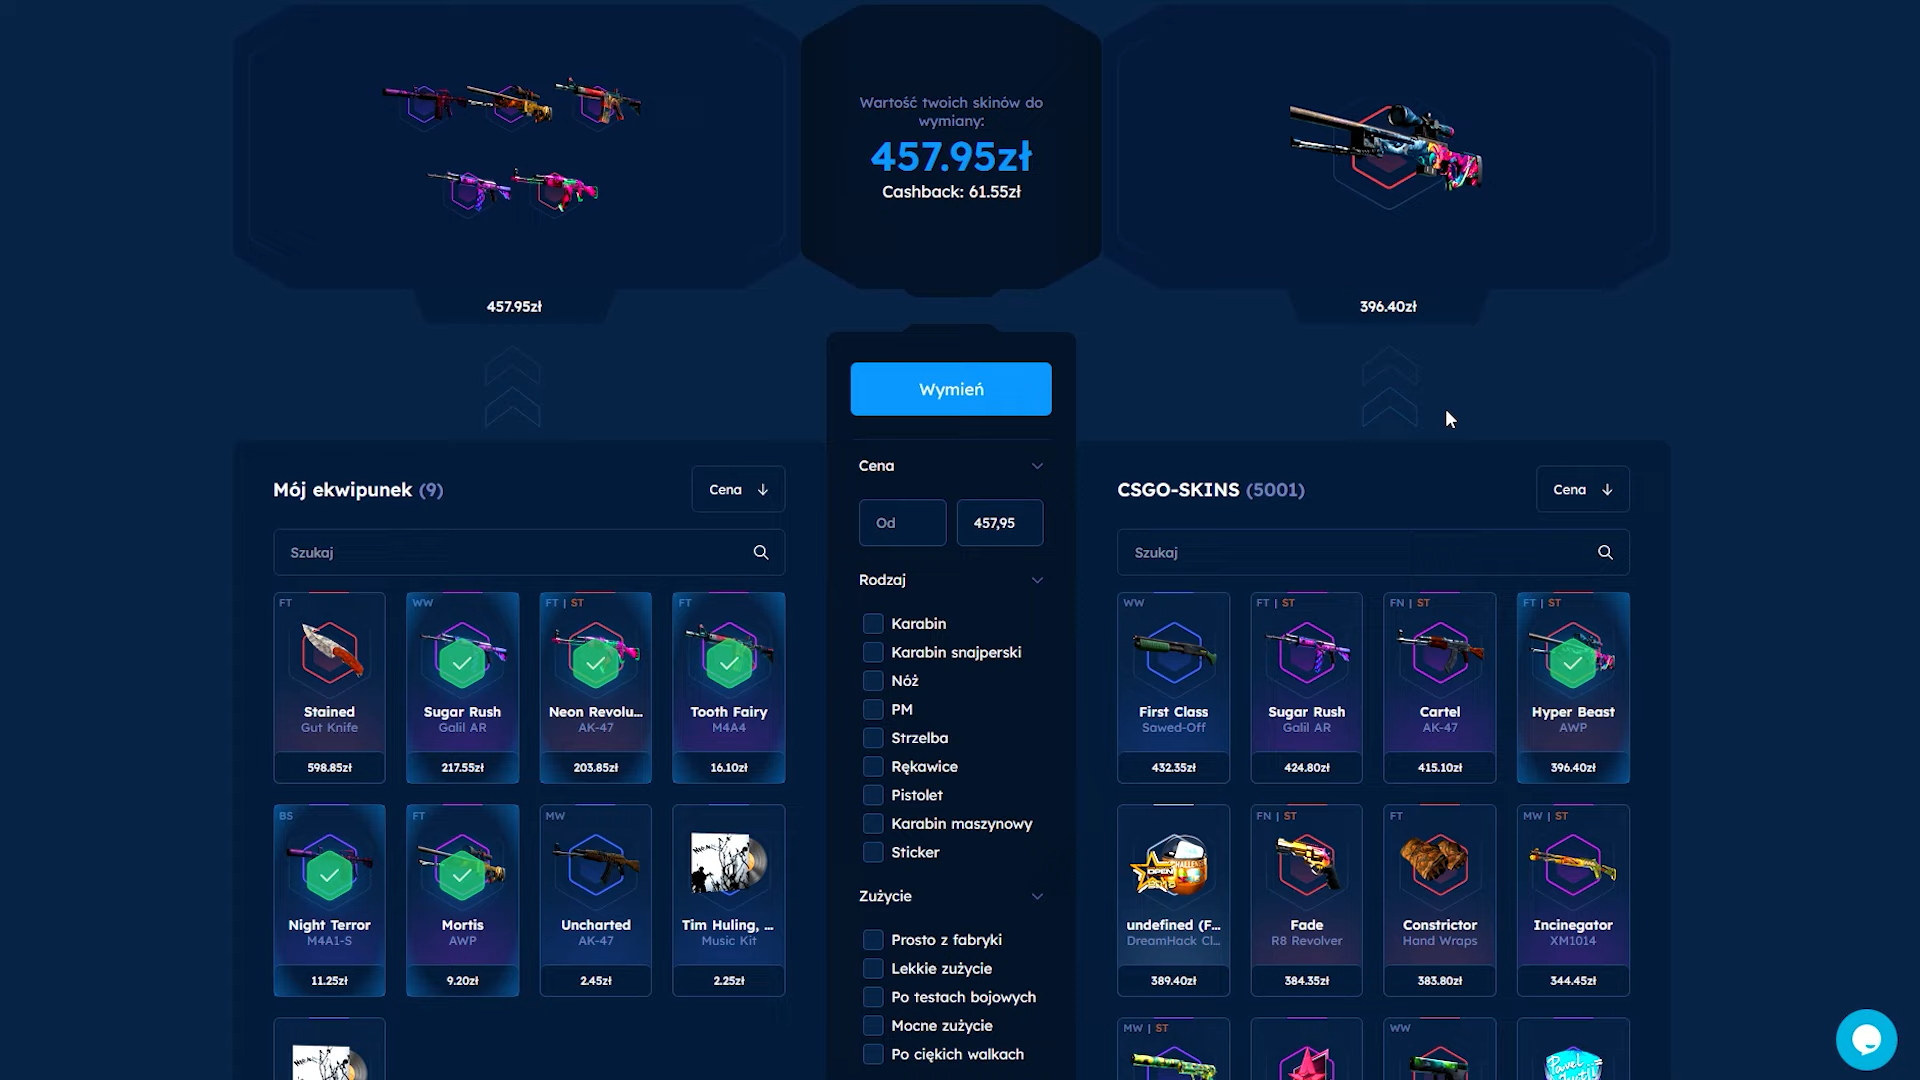 Wartość twoich skinów do
wymiany:
457.95zł
Cashback: 61.55zł
457.95zł
396.40zł
Wymień
Mój ekwipunek (9)
Cena
Szukaj
FT
Stained
Gut Knife
598.85zł
WW
Sugar Rush
Galil AR
217.55zł
FT | ST
Neon Revolu...
AK-47
203.85zł
FT
Tooth Fairy
M4A4
16.10zł
BS
Night Terror
M4A1-S
11.25zł
FT
Mortis
AWP
9.20zł
MW
Uncharted
AK-47
2.45zł
Tim Huling, ...
Music Kit
2.25zł
Cena
Od
457,95
Rodzaj
Karabin
Karabin snajperski
Nóż
PM
Strzelba
Rękawice
Pistolet
Karabin maszynowy
Sticker
Zużycie
Prosto z fabryki
Lekkie zużycie
Po testach bojowych
Mocne zużycie
Po ciękich walkach
CSGO-SKINS (5001)
Cena
Szukaj
WW
First Class
Sawed-Off
432.35zł
FT | ST
Sugar Rush
Galil AR
424.80zł
FN | ST
Cartel
AK-47
415.10zł
FT | ST
Hyper Beast
AWP
396.40zł
undefined (F...
DreamHack Cl...
389.40zł
FN | ST
Fade
R8 Revolver
384.35zł
FT
Constrictor
Hand Wraps
383.80zł
MW | ST
Incinegator
XM1014
344.45zł
MW | ST
WW